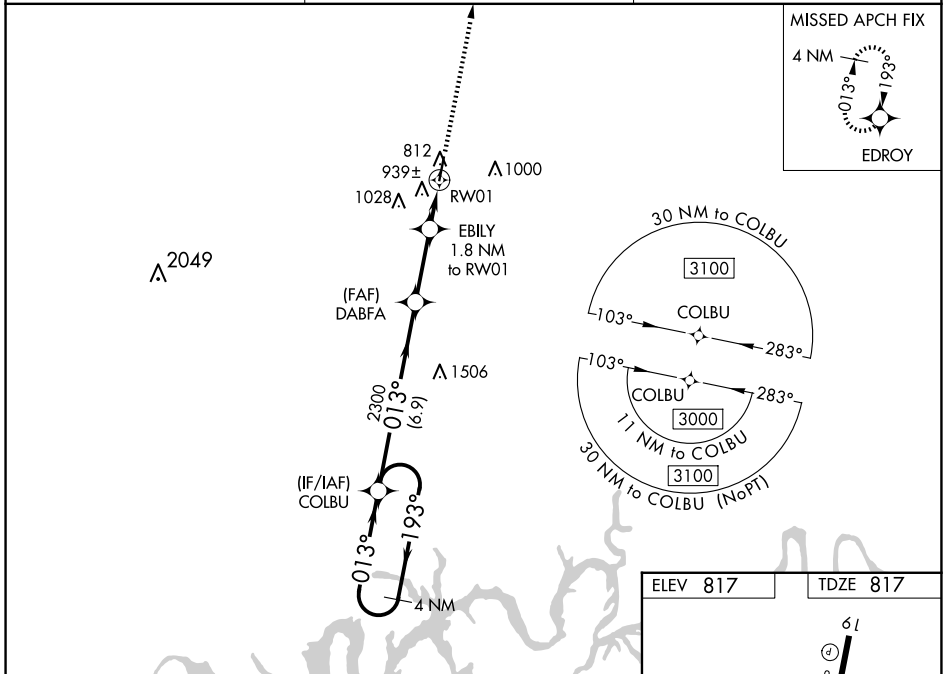 MISSED APCH FIX
4 NM
013°
193°
EDROY
812
939±
1028
1000
RW01
EBILY
1.8 NM
to RW01
2049
(FAF)
DABFA
1506
2300
013°
(6.9)
(IF/IAF)
COLBU
013°
193°
4 NM
30 NM to COLBU
3100
COLBU
103°
283°
103°
283°
COLBU
3000
11 NM to COLBU
3100
30 NM to COLBU (NoPT)
ELEV 817
TDZE 817
19
P